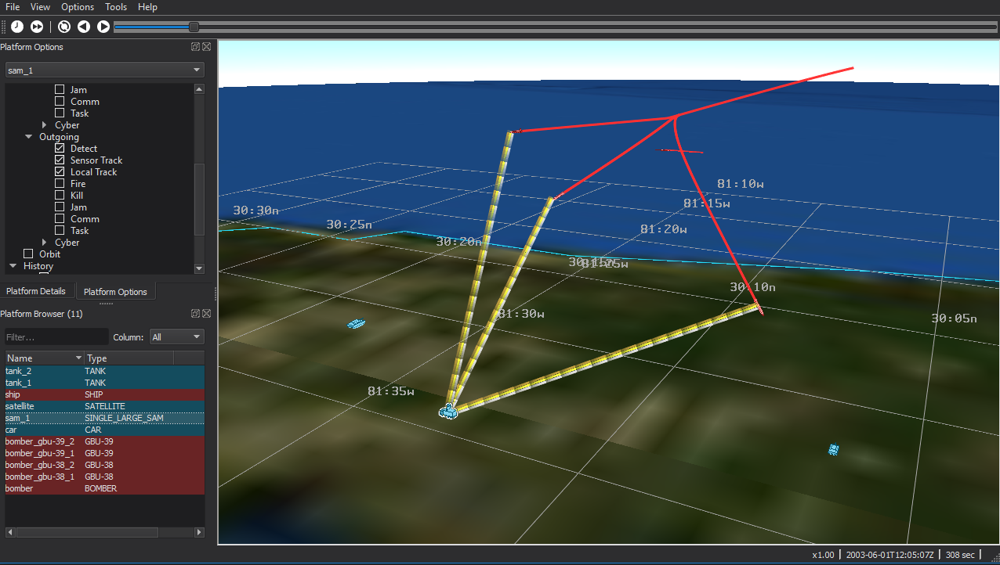 File View Options Tools Help
Platform Options
sam_1
Jam
Comm
Task
Cyber
Outgoing
Detect
Sensor Track
Local Track
Fire
Kill
Jam
Comm
Task
Cyber
Orbit
History
Platform Details Platform Options
Platform Browser (11)
Filter... Column: All
Name Type
tank_2 TANK
tank_1 TANK
ship SHIP
satellite SATELLITE
sam_1 SINGLE_LARGE_SAM
car CAR
bomber_gbu-39_2 GBU-39
bomber_gbu-39_1 GBU-39
bomber_gbu-38_2 GBU-38
bomber_gbu-38_1 GBU-38
bomber BOMBER
81:10w
81:15w
30:30n
30:25n
81:20w
30:20n
81:25w
30:10n
81:30w
30:05n
81:35w
x1.00 2003-06-01T12:05:07Z 308 sec